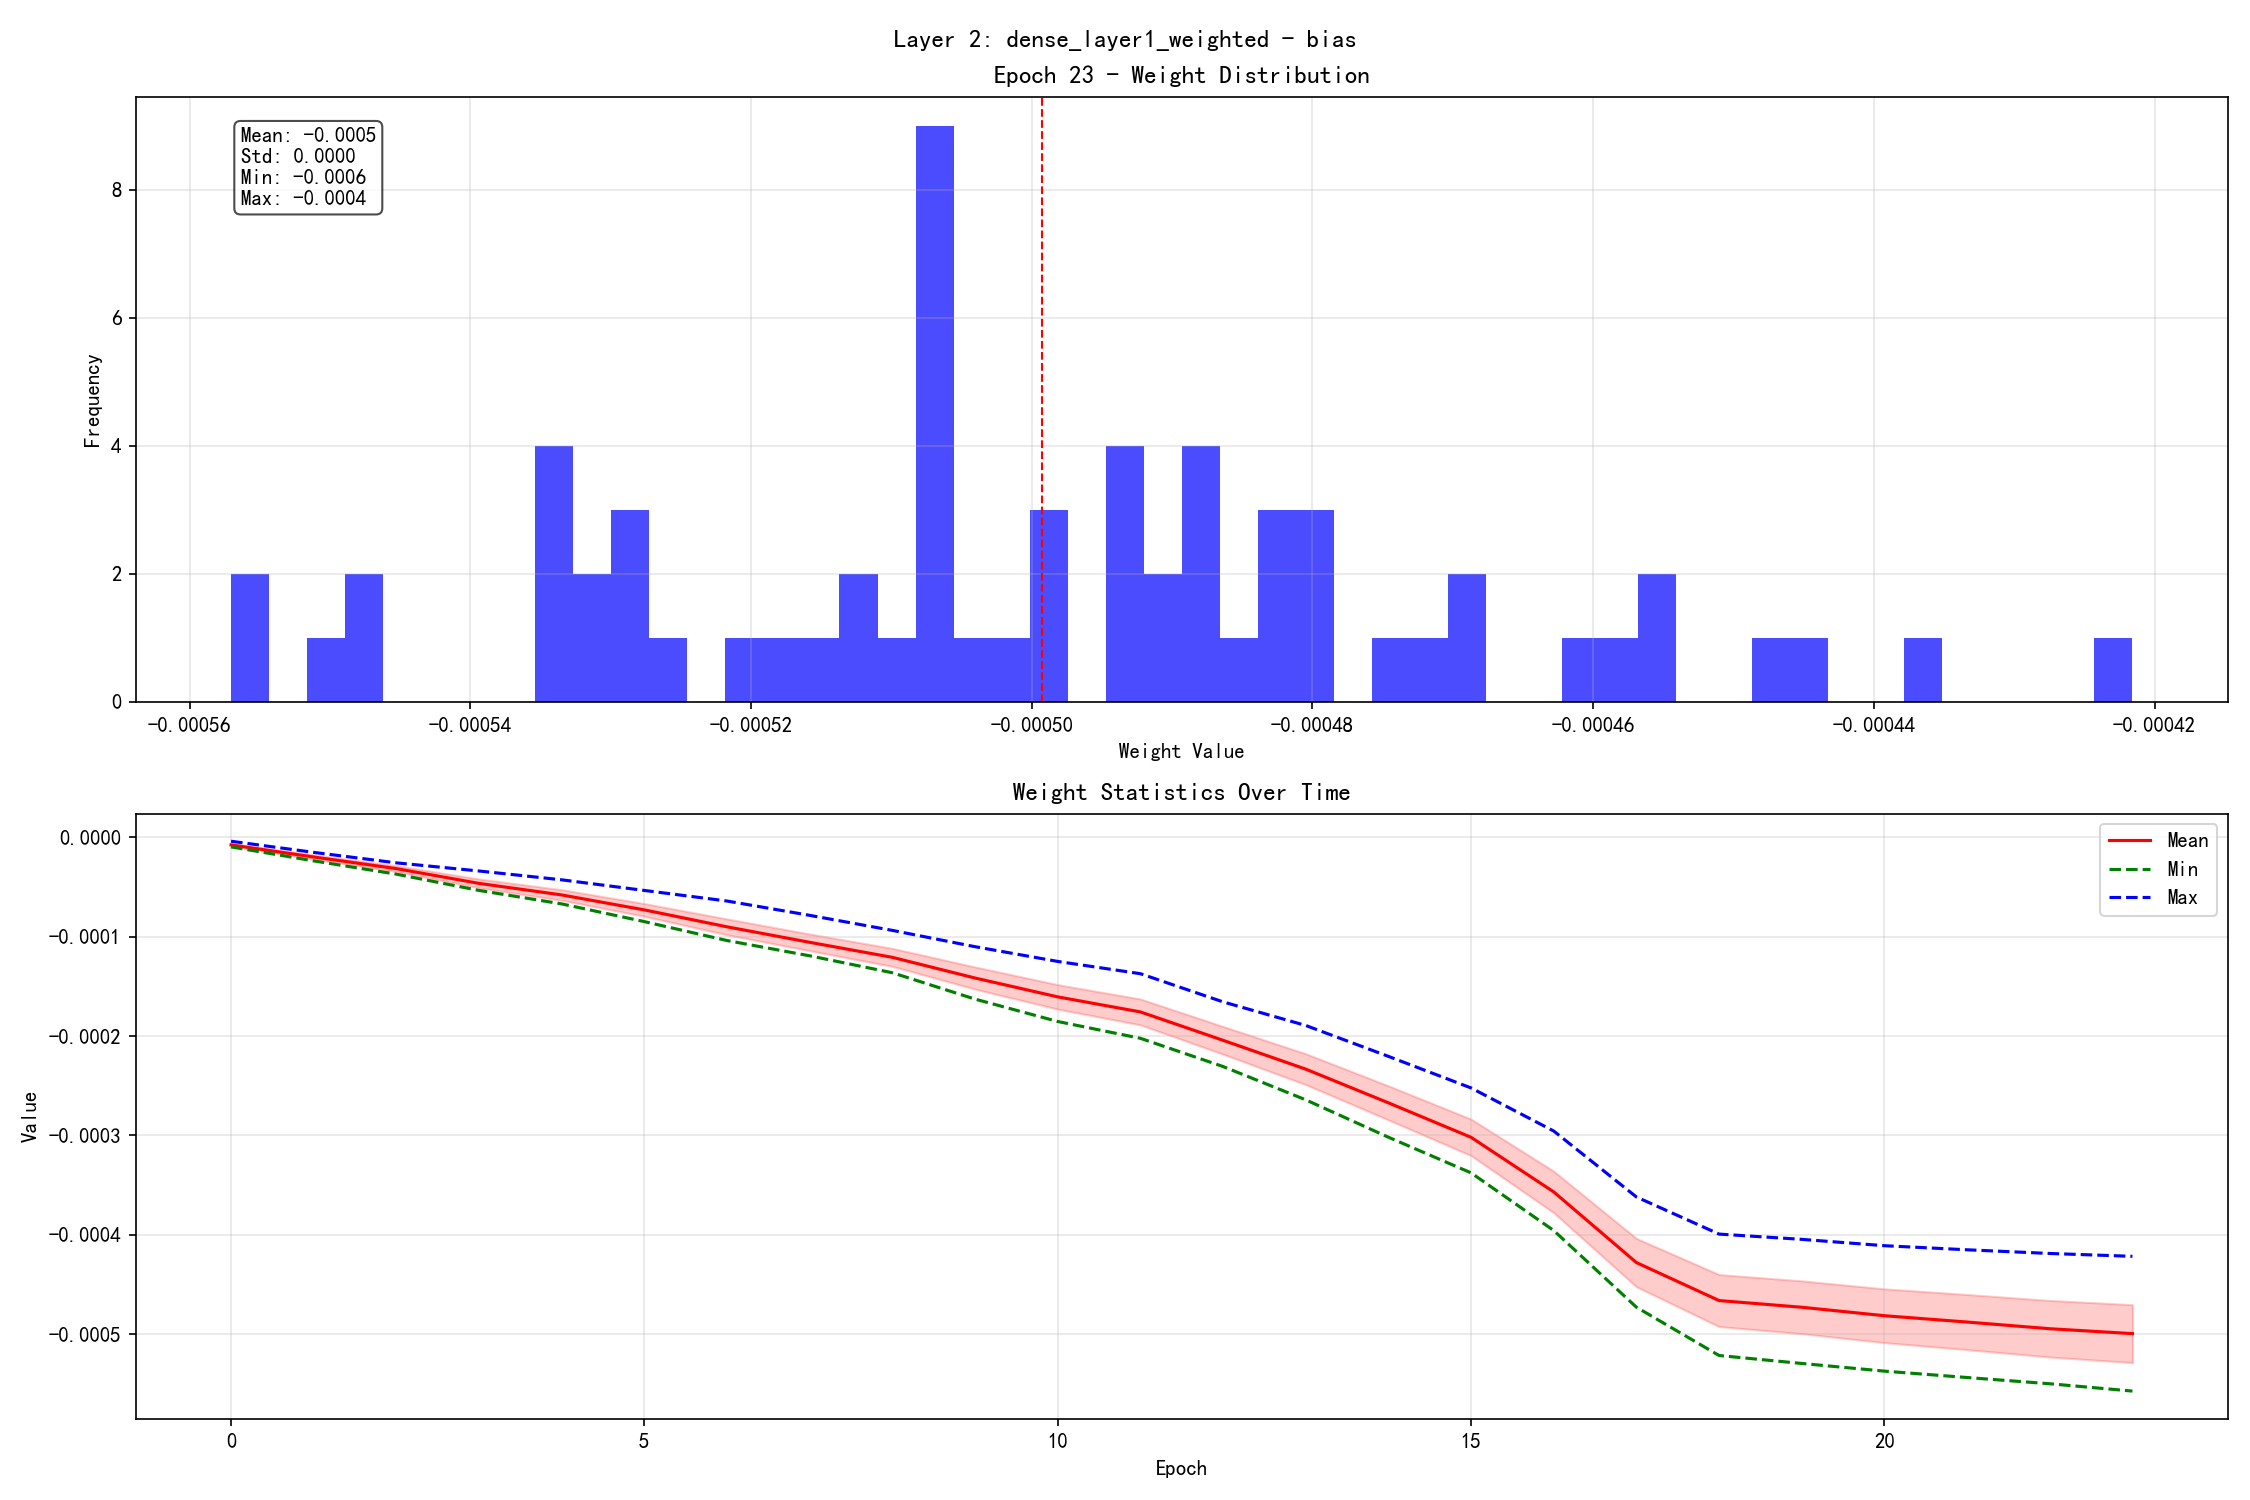 Layer 2: dense_layer1_weighted - bias
Epoch 23 - Weight Distribution
Mean: -0.0005
Std: 0.0000
Min: -0.0006
Max: -0.0004
Frequency
8
6
4
2
0
-0.00056 -0.00054 -0.00052 -0.00050 -0.00048 -0.00046 -0.00044 -0.00042
Weight Value
Weight Statistics Over Time
Mean
Min
Max
Value
0.0000
-0.0001
-0.0002
-0.0003
-0.0004
-0.0005
0 5 10 15 20
Epoch